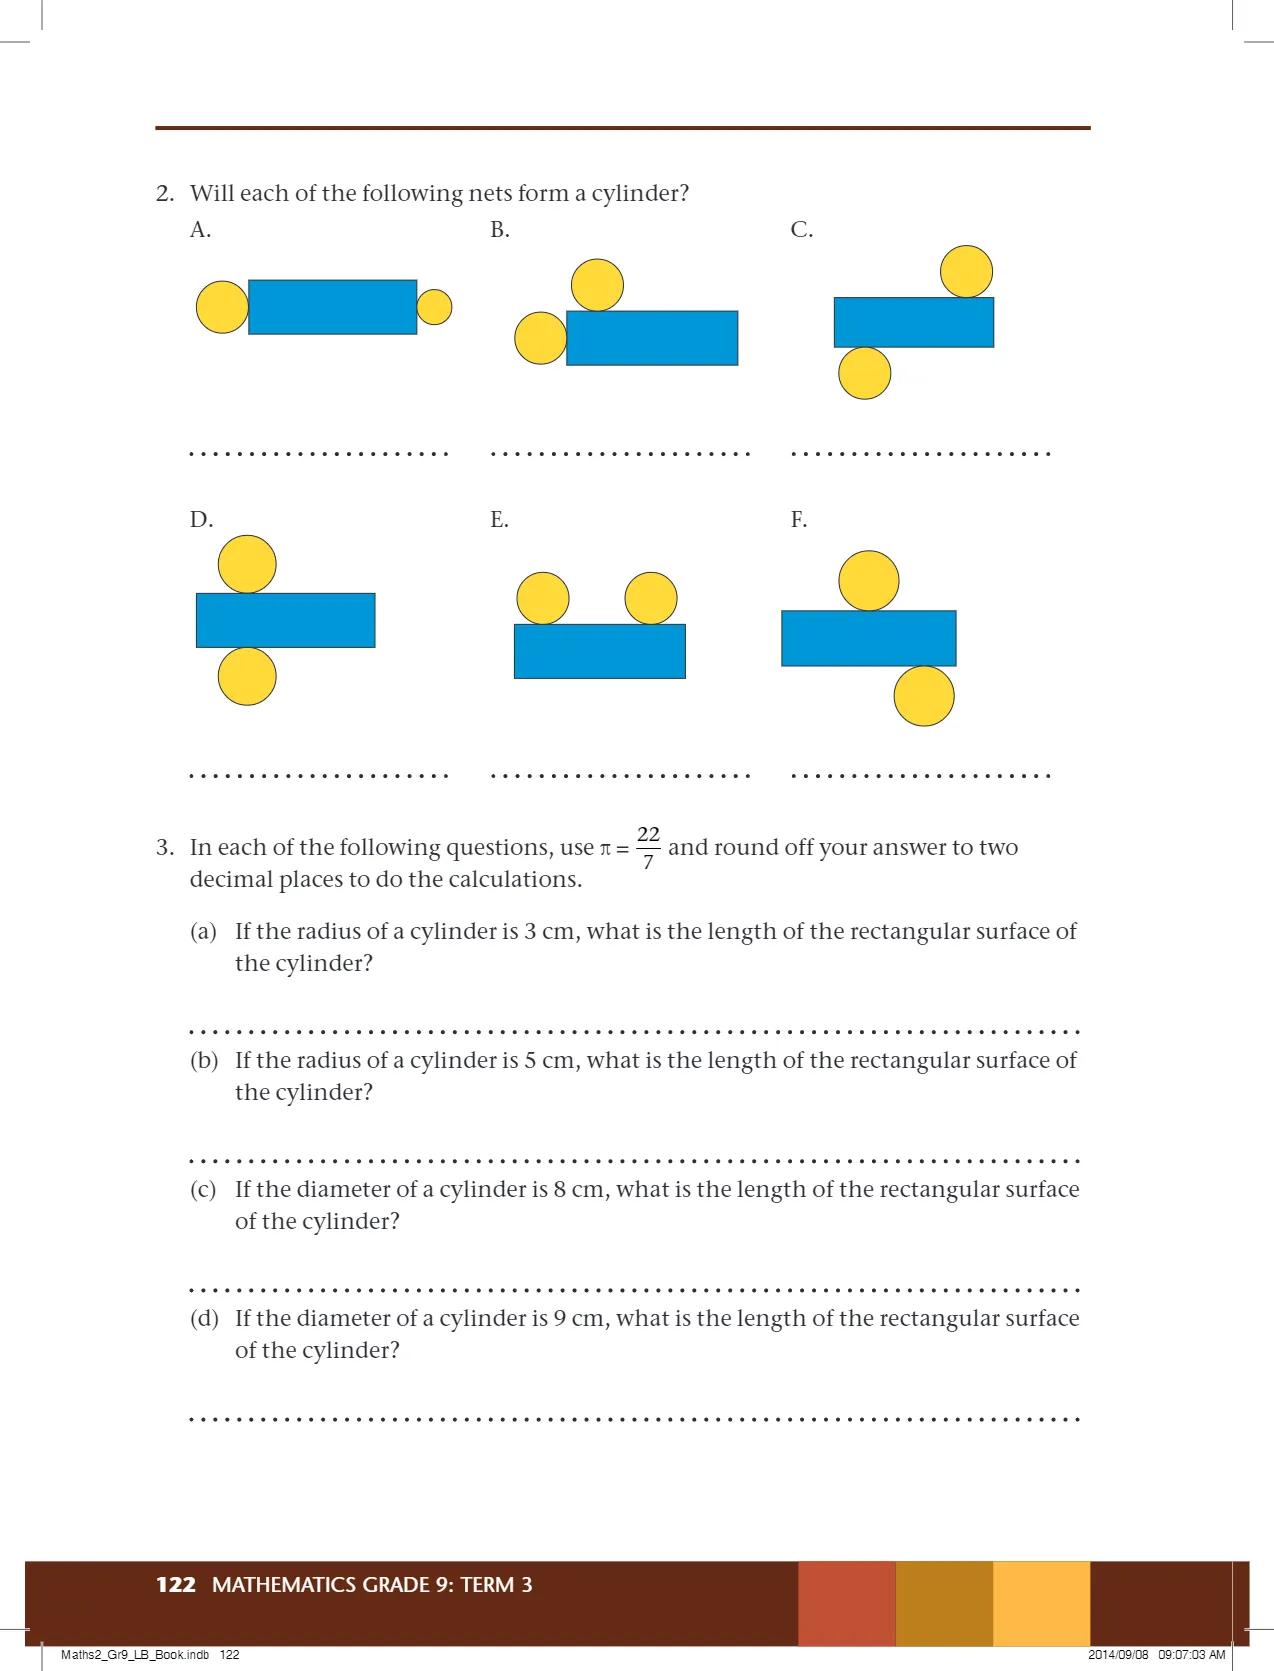 2. Will each of the following nets form a cylinder?
A. B. C.
D. E. F.
3. In each of the following questions, use π = 22/7 and round off your answer to two
decimal places to do the calculations.
(a) If the radius of a cylinder is 3 cm, what is the length of the rectangular surface of
the cylinder?
(b) If the radius of a cylinder is 5 cm, what is the length of the rectangular surface of
the cylinder?
(c) If the diameter of a cylinder is 8 cm, what is the length of the rectangular surface
of the cylinder?
(d) If the diameter of a cylinder is 9 cm, what is the length of the rectangular surface
of the cylinder?
122 MATHEMATICS GRADE 9: TERM 3
Maths2_Gr9_LB_Book.indb 122 2014/09/08 09:07:03 AM